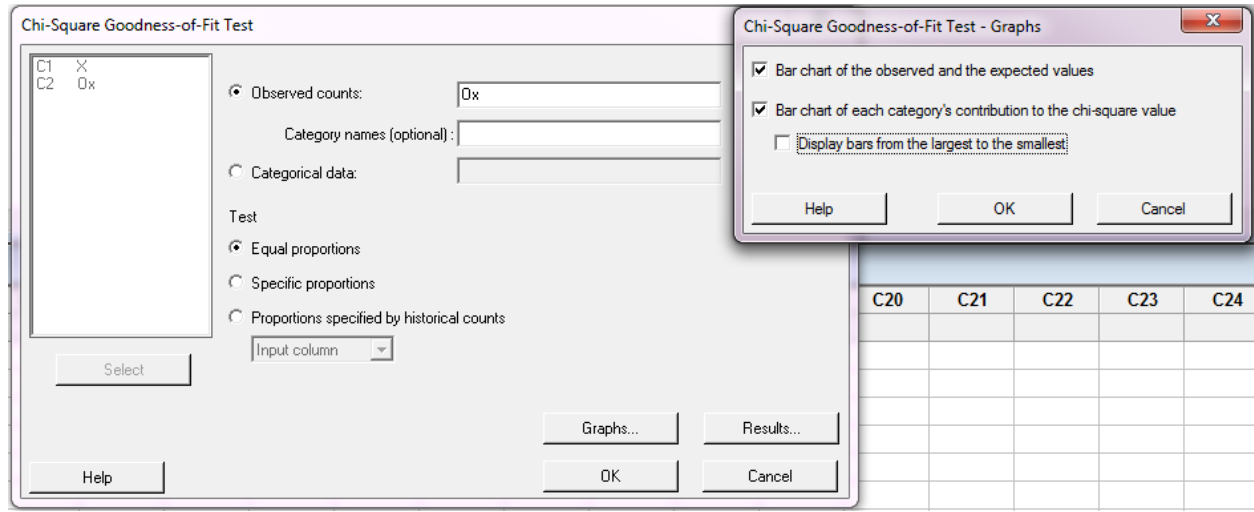 Chi-Square Goodness-of-Fit Test
C1 X
C2 Ox
Observed counts: Ox
Category names (optional) :
Categorical data:
Test
Equal proportions
Specific proportions
Proportions specified by historical counts
Input column
Select
Graphs... Results...
Help OK Cancel
Chi-Square Goodness-of-Fit Test - Graphs
Bar chart of the observed and the expected values
Bar chart of each category's contribution to the chi-square value
Display bars from the largest to the smallest
Help OK Cancel
C20 C21 C22 C23 C24